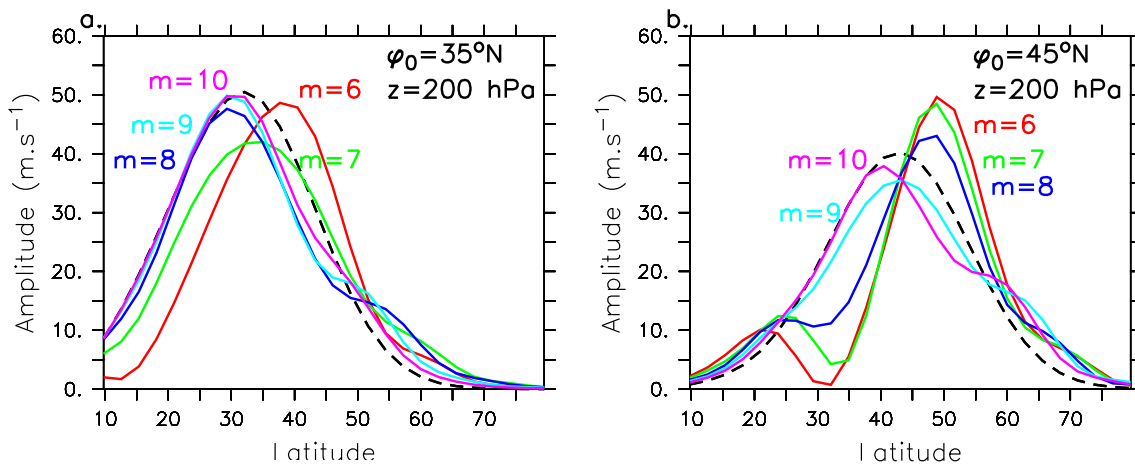 a.
60.
50.
40.
30.
20.
10.
0.
Amplitude (m.s⁻¹)
φ₀=35°N
z=200 hPa
m=10
m=6
m=9
m=8
m=7
10 20 30 40 50 60 70
Latitude
b.
60.
50.
40.
30.
20.
10.
0.
Amplitude (m.s⁻¹)
φ₀=45°N
z=200 hPa
m=6
m=10
m=7
m=8
m=9
10 20 30 40 50 60 70
Latitude